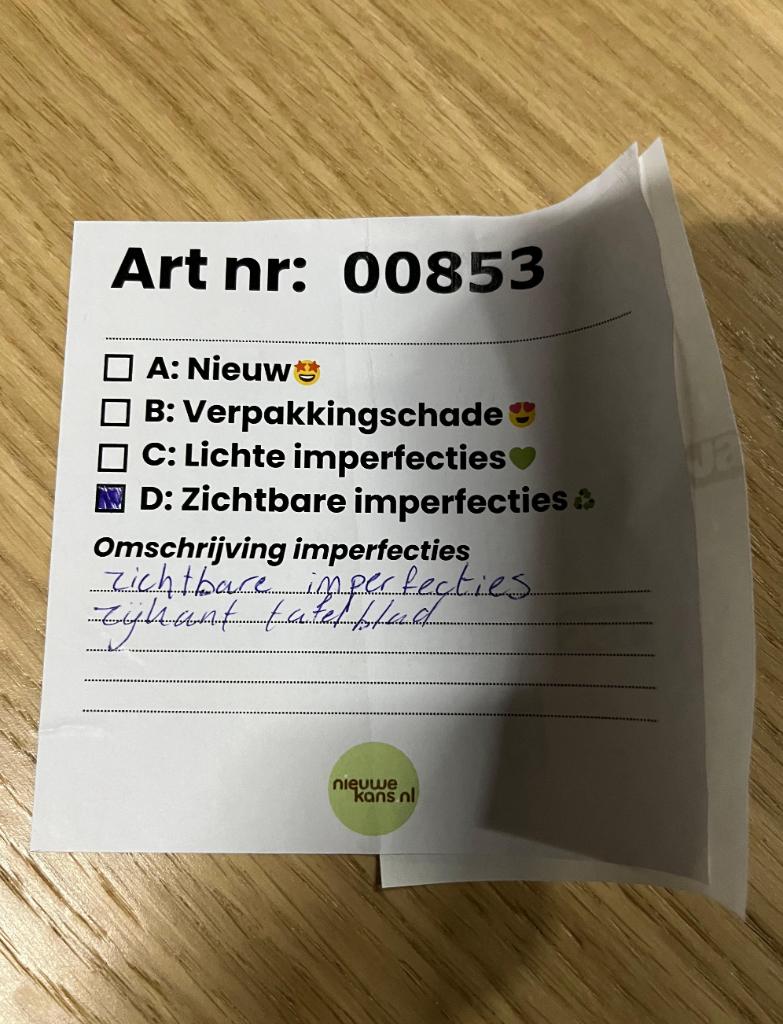 Art nr: 00853
A: Nieuw🤩
B: Verpakkingschade😍
C: Lichte imperfecties💚
D: Zichtbare imperfecties♻
Omschrijving imperfecties
zichtbare imperfecties
zijkant tafelblad
nieuwe
kans.nl